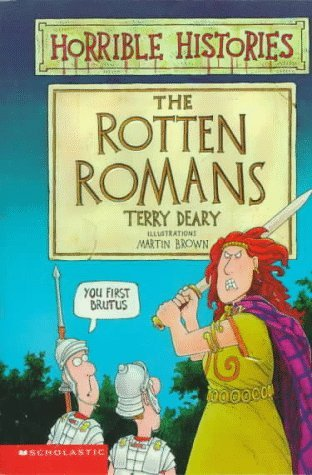 HORRIBLE HISTORIES
THE
ROTTEN
ROMANS
TERRY DEARY
ILLUSTRATIONS
MARTIN BROWN
YOU FIRST
BRUTUS
SCHOLASTIC